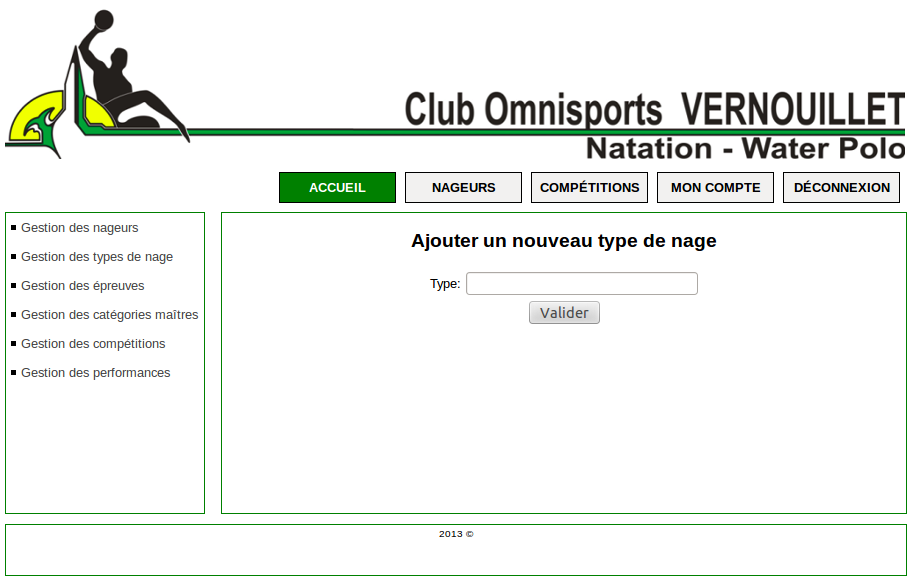 Club Omnisports VERNOUILLET
Natation - Water Polo
ACCUEIL NAGEURS COMPÉTITIONS MON COMPTE DÉCONNEXION
Gestion des nageurs
Gestion des types de nage
Gestion des épreuves
Gestion des catégories maîtres
Gestion des compétitions
Gestion des performances
Ajouter un nouveau type de nage
Type:
Valider
2013 ©